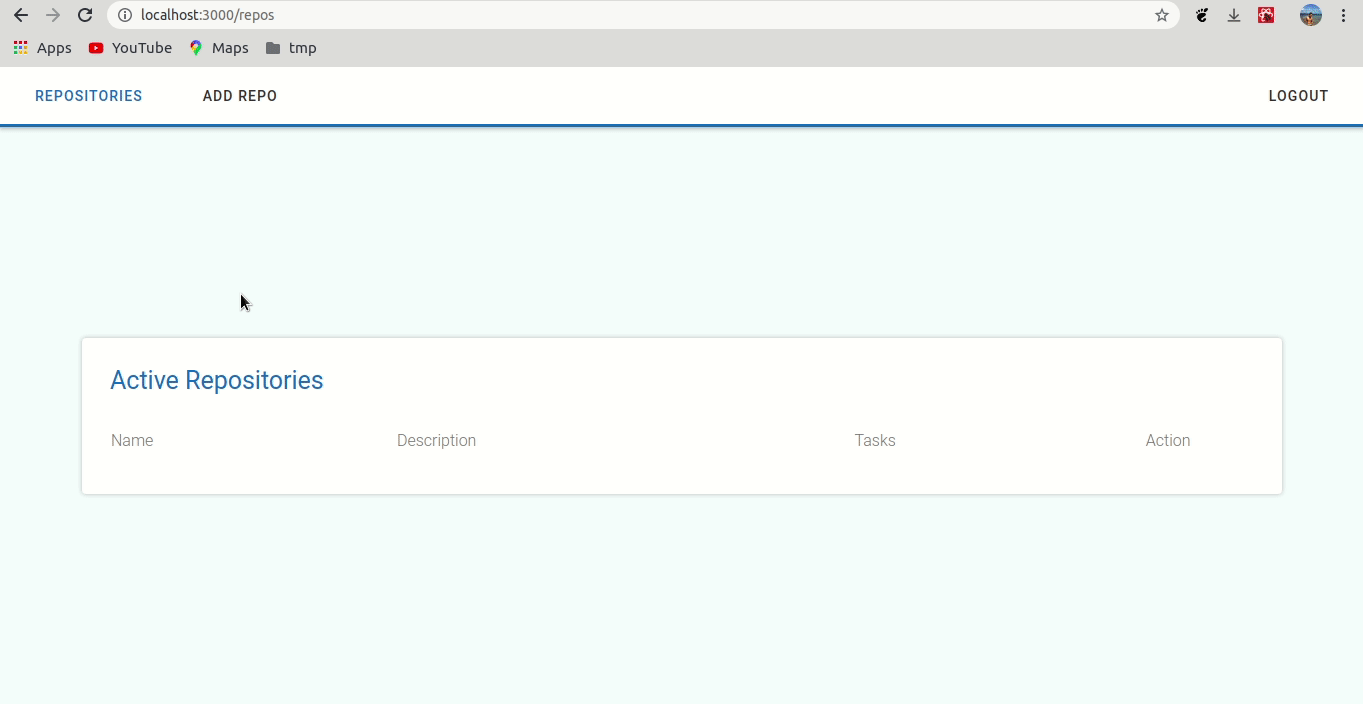 localhost:3000/repos
Apps YouTube Maps tmp
REPOSITORIES ADD REPO LOGOUT
Active Repositories
Name Description Tasks Action